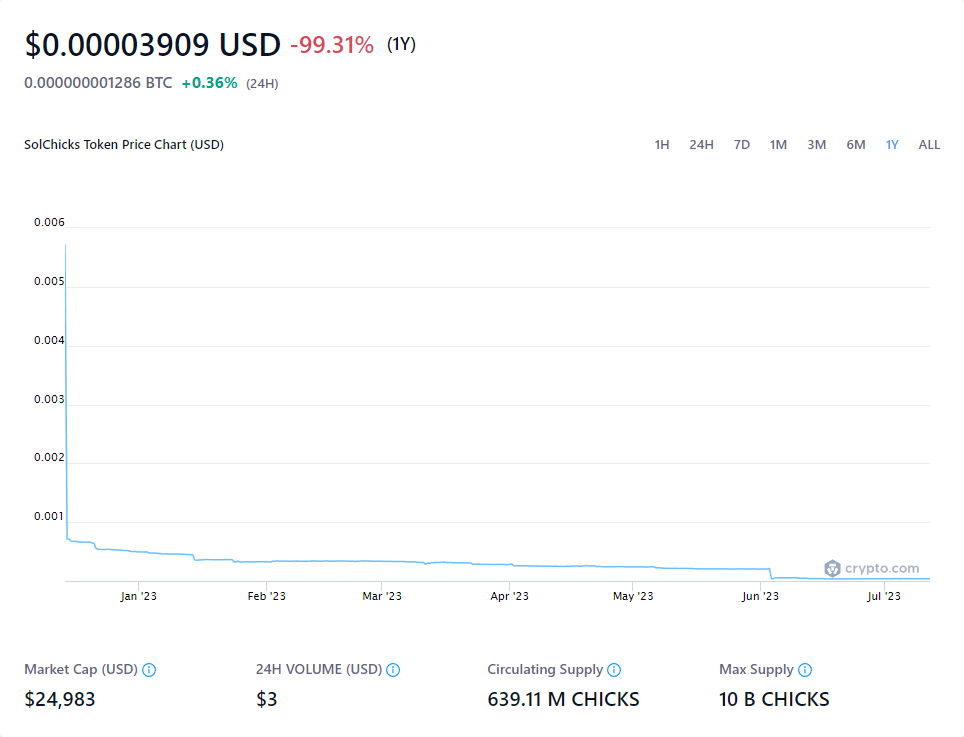 $0.00003909 USD -99.31% (1Y)
0.000000001286 BTC +0.36% (24H)
SolChicks Token Price Chart (USD) 1H 24H 7D 1M 3M 6M 1Y ALL
0.006
0.005
0.004
0.003
0.002
0.001
crypto.com
Jan '23 Feb '23 Mar '23 Apr '23 May '23 Jun '23 Jul '23
Market Cap (USD) 24H VOLUME (USD) Circulating Supply Max Supply
$24,983 $3 639.11 M CHICKS 10 B CHICKS